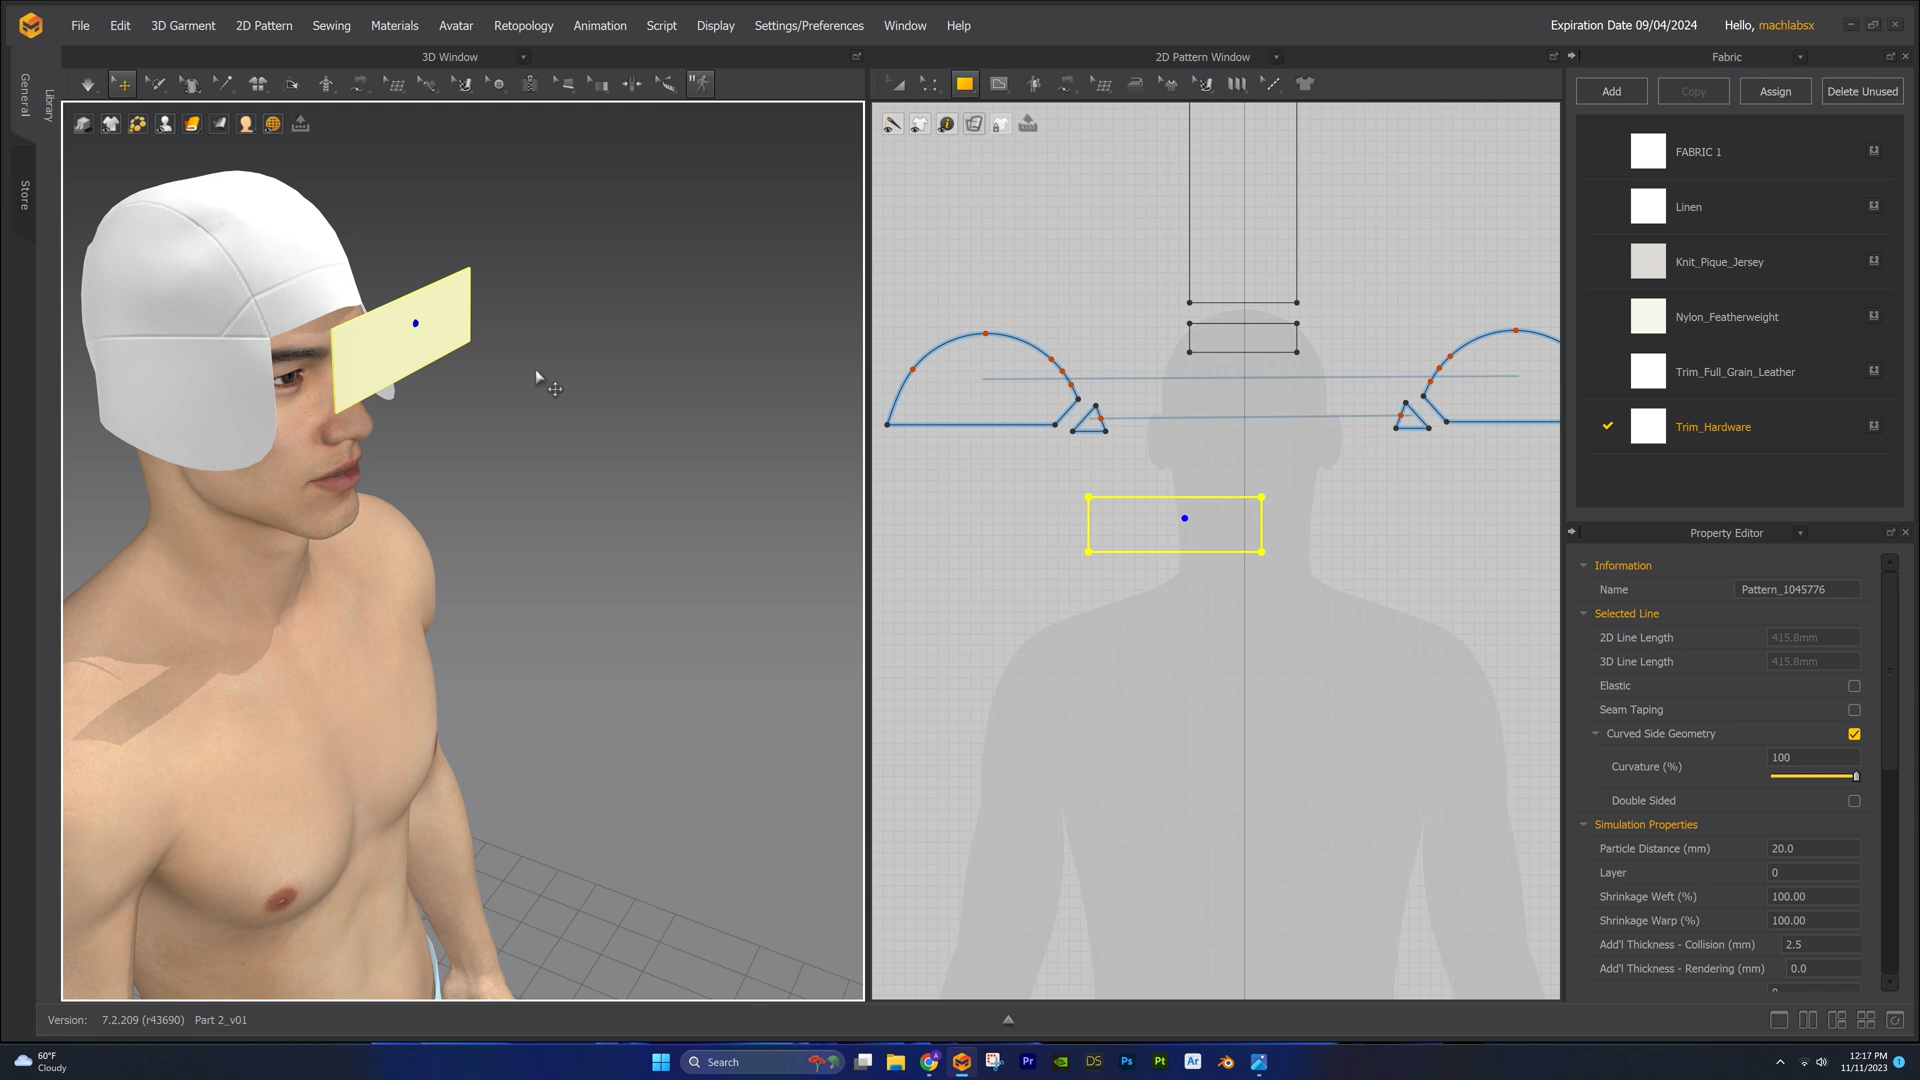 File Edit 3D Garment 2D Pattern Sewing Materials Avatar Retopology Animation Script Display Settings/Preferences Window Help Expiration Date 09/04/2024 Hello, machlabsx
3D Window
2D Pattern Window
Fabric
General
Library
Store
Add Copy Assign Delete Unused
FABRIC 1
Linen
Knit_Pique_Jersey
Nylon_Featherweight
Trim_Full_Grain_Leather
Trim_Hardware
Property Editor
Information
Name Pattern_1045776
Selected Line
2D Line Length 415.8mm
3D Line Length 415.8mm
Elastic
Seam Taping
Curved Side Geometry
Curvature (%) 100
Double Sided
Simulation Properties
Particle Distance (mm) 20.0
Layer 0
Shrinkage Weft (%) 100.00
Shrinkage Warp (%) 100.00
Add'l Thickness - Collision (mm) 2.5
Add'l Thickness - Rendering (mm) 0.0
Version: 7.2.209 (r43690) Part 2_v01
60°F
Cloudy
Search
Pr
DS
Ps
Pt
Ar
12:17 PM
11/11/2023
1